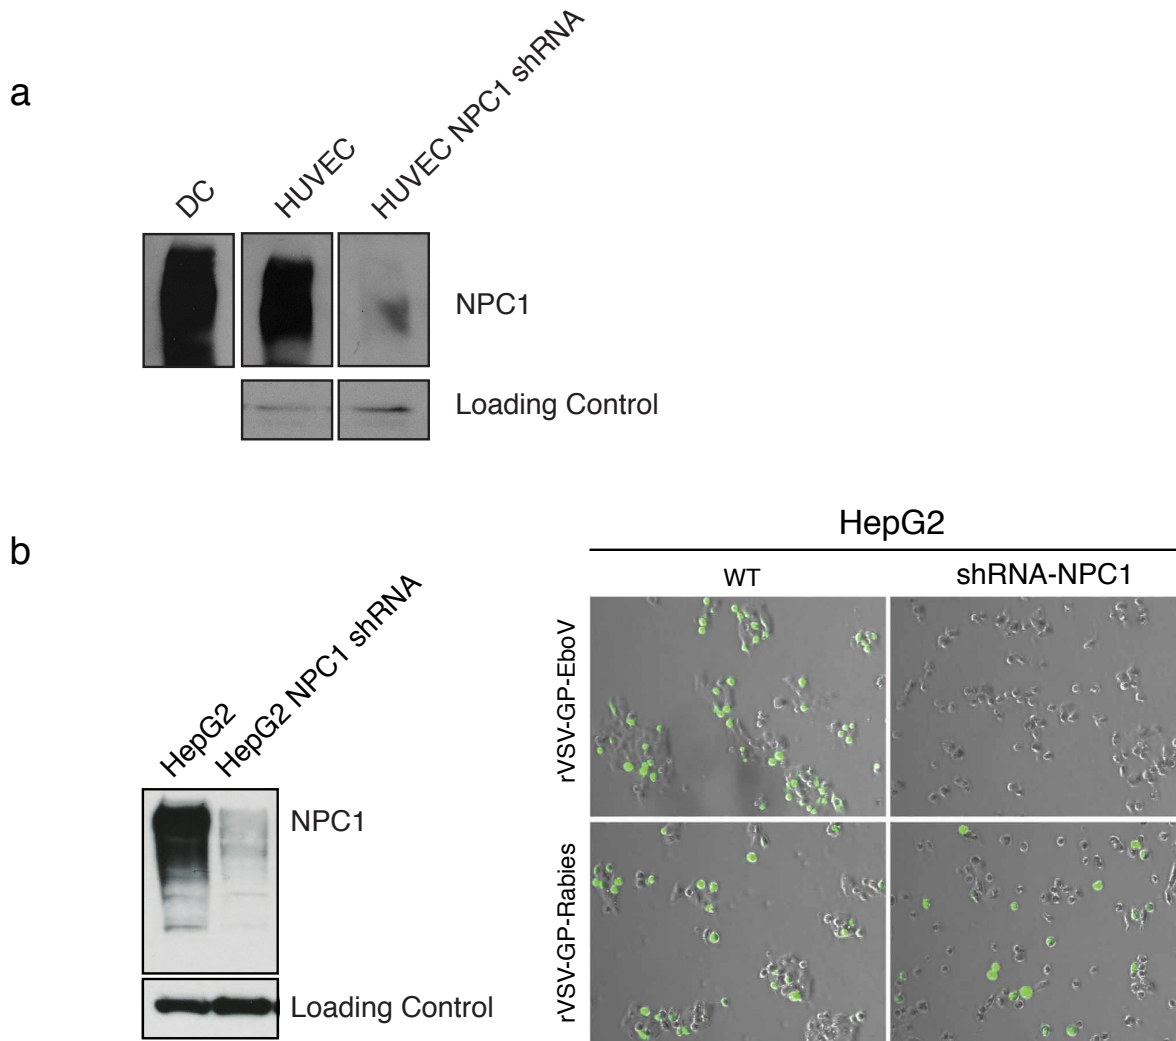 a
DC
HUVEC
HUVEC NPC1 shRNA
NPC1
Loading Control
b
HepG2
HepG2 NPC1 shRNA
NPC1
Loading Control
HepG2
WT
shRNA-NPC1
rVSV-GP-EboV
rVSV-GP-Rabies